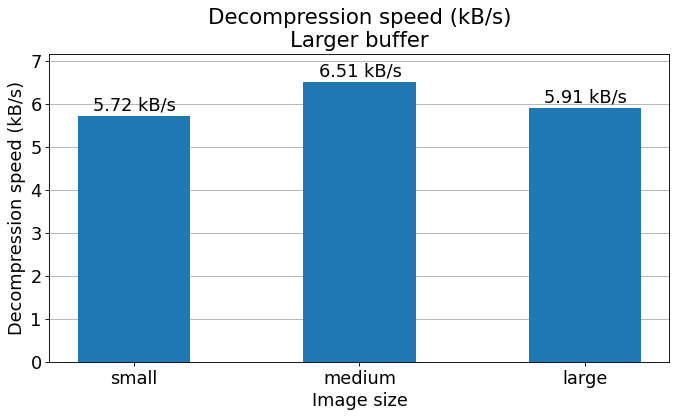 Decompression speed (kB/s)
Larger buffer
Decompression speed (kB/s)
7
6
5
4
3
2
1
0
5.72 kB/s
6.51 kB/s
5.91 kB/s
small
medium
large
Image size